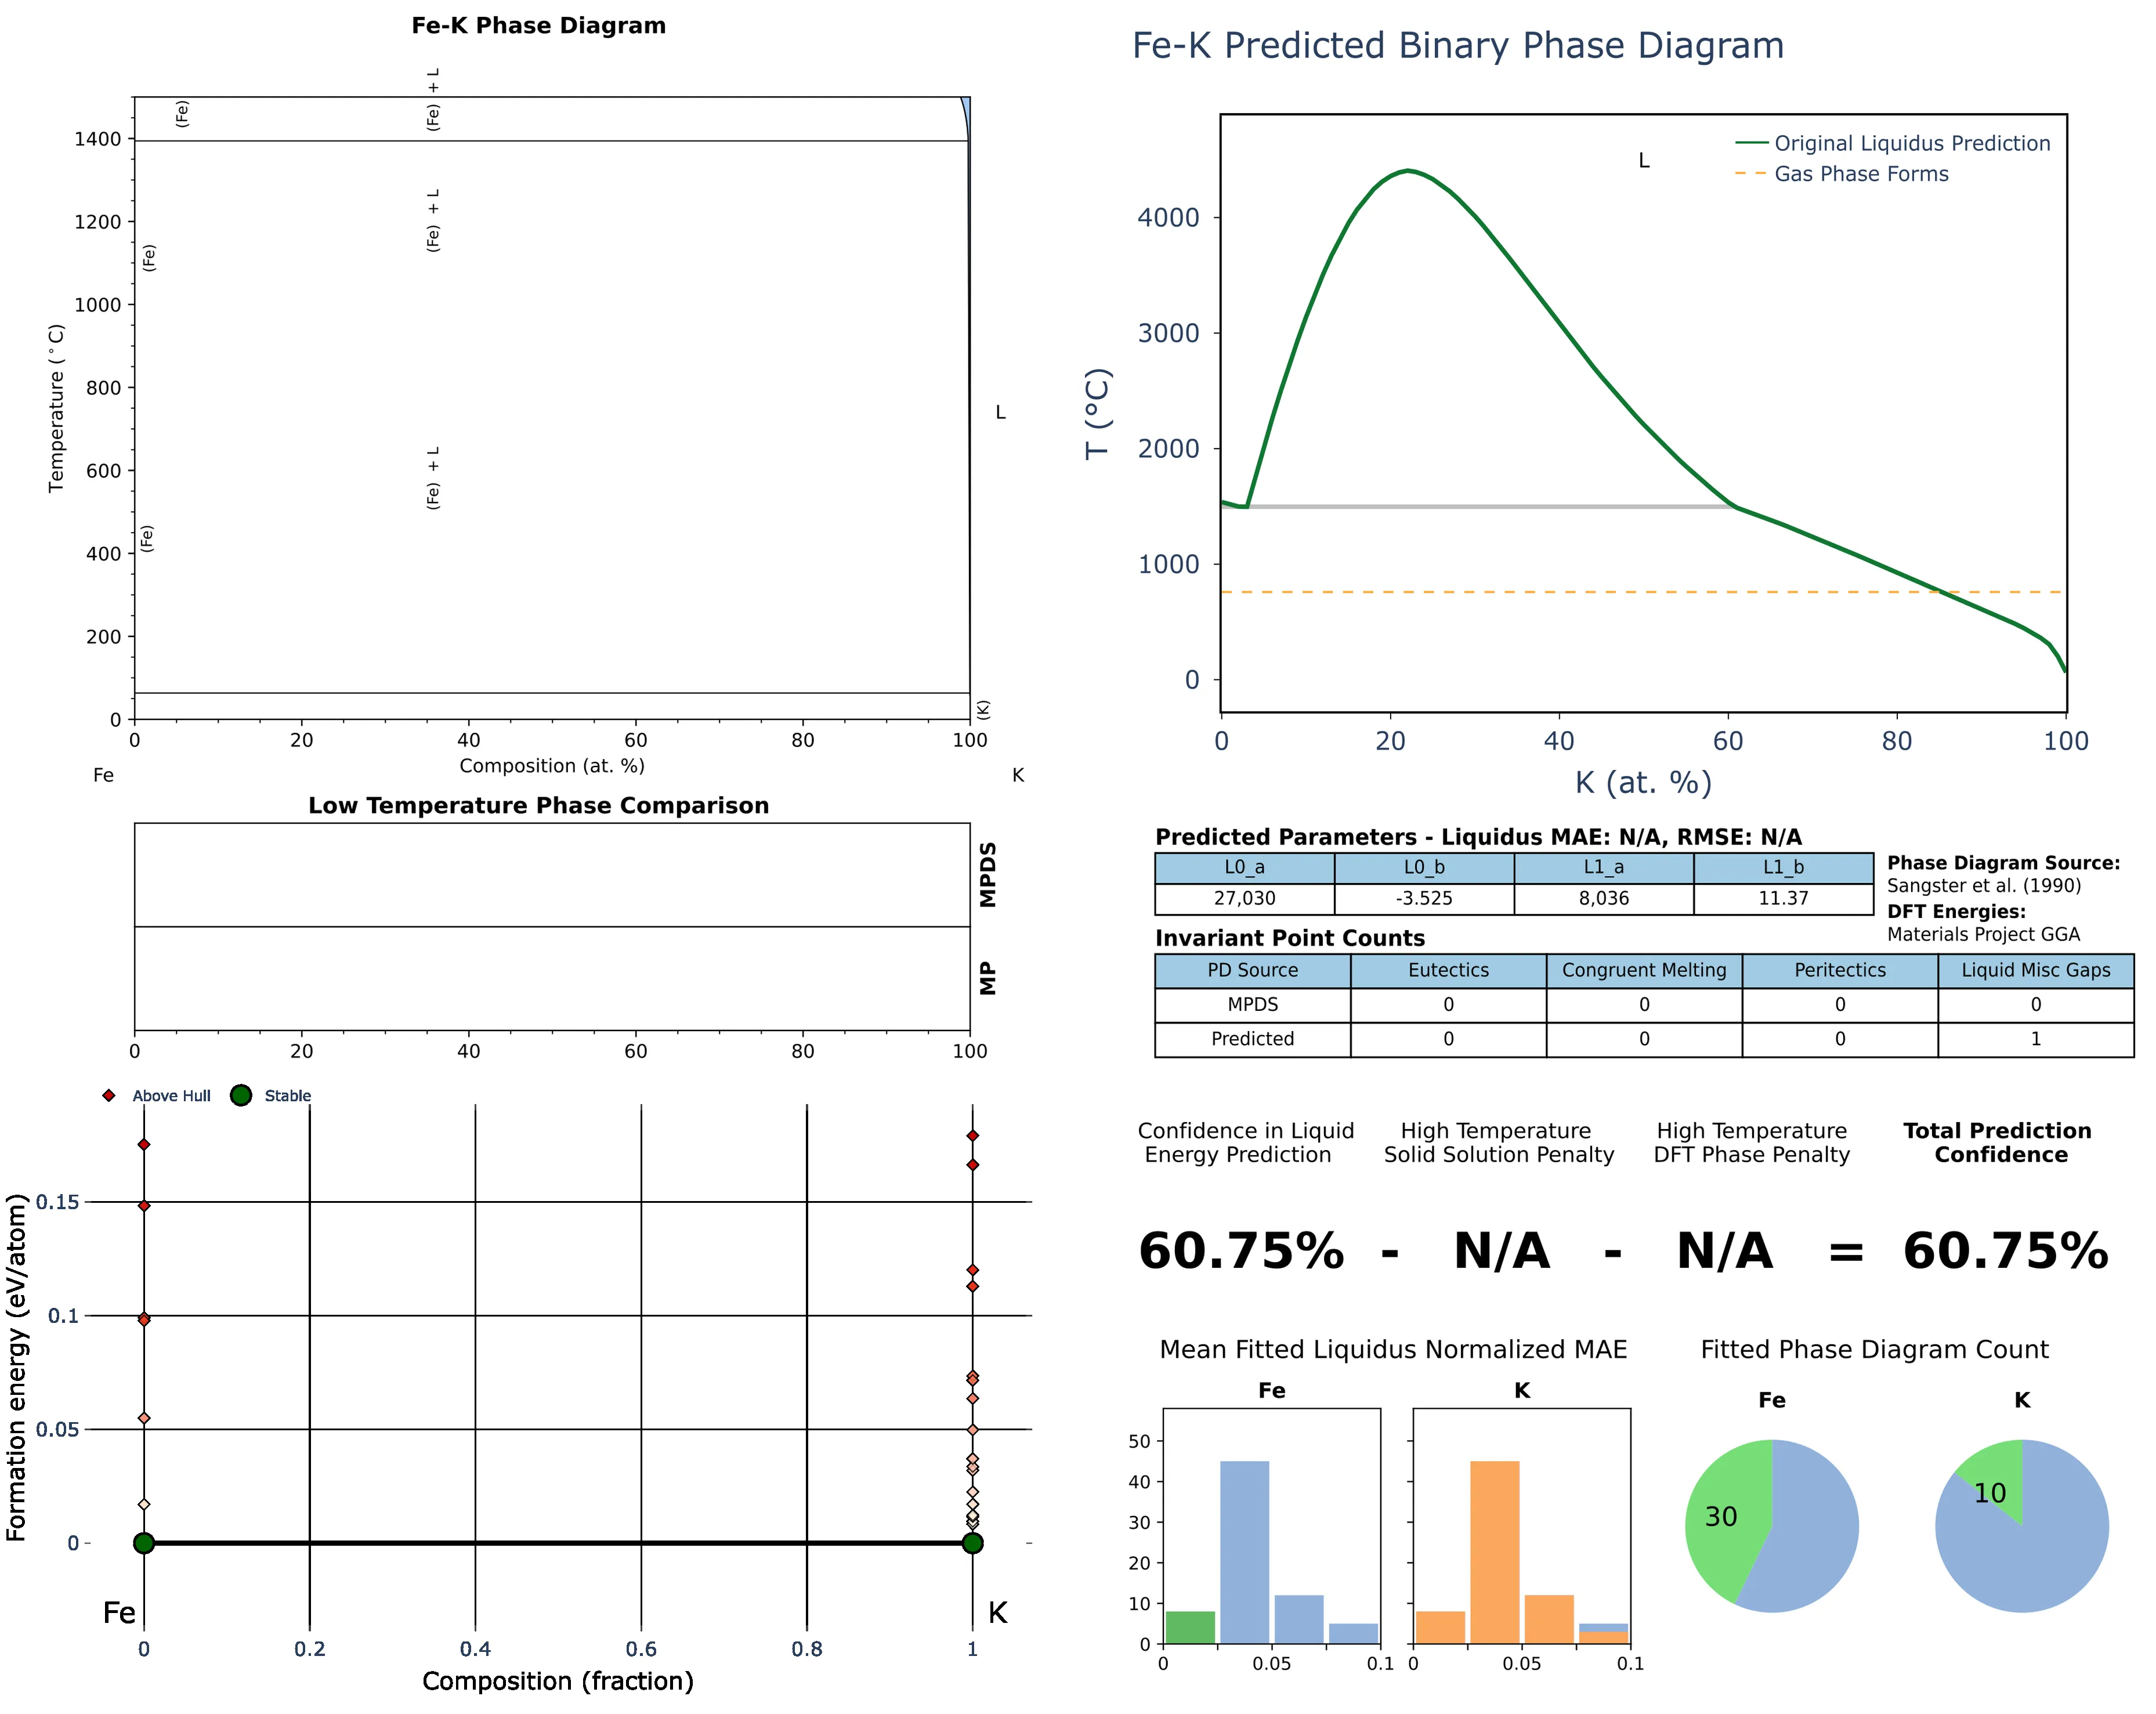 Fe-K Phase Diagram
(Fe)
(Fe) + L
(Fe)
(Fe) + L
(Fe)
(Fe) + L
L
(K)
Temperature (°C)
1400
1200
1000
800
600
400
200
0
0 20 40 60 80 100
Composition (at. %)
Fe K
Low Temperature Phase Comparison
MPDS
MP
0 20 40 60 80 100
Above Hull Stable
Formation energy (eV/atom)
0.15
0.1
0.05
0
Fe K
0 0.2 0.4 0.6 0.8 1
Composition (fraction)
Fe-K Predicted Binary Phase Diagram
L
Original Liquidus Prediction
Gas Phase Forms
T (°C)
4000
3000
2000
1000
0
0 20 40 60 80 100
K (at. %)
Predicted Parameters - Liquidus MAE: N/A, RMSE: N/A
L0_a L0_b L1_a L1_b
27,030 -3.525 8,036 11.37
Phase Diagram Source:
Sangster et al. (1990)
DFT Energies:
Materials Project GGA
Invariant Point Counts
PD Source Eutectics Congruent Melting Peritectics Liquid Misc Gaps
MPDS 0 0 0 0
Predicted 0 0 0 1
Confidence in Liquid High Temperature High Temperature Total Prediction
Energy Prediction Solid Solution Penalty DFT Phase Penalty Confidence
60.75% - N/A - N/A = 60.75%
Mean Fitted Liquidus Normalized MAE
Fe K
50
40
30
20
10
0
0 0.05 0.1 0 0.05 0.1
Fitted Phase Diagram Count
Fe K
30 10